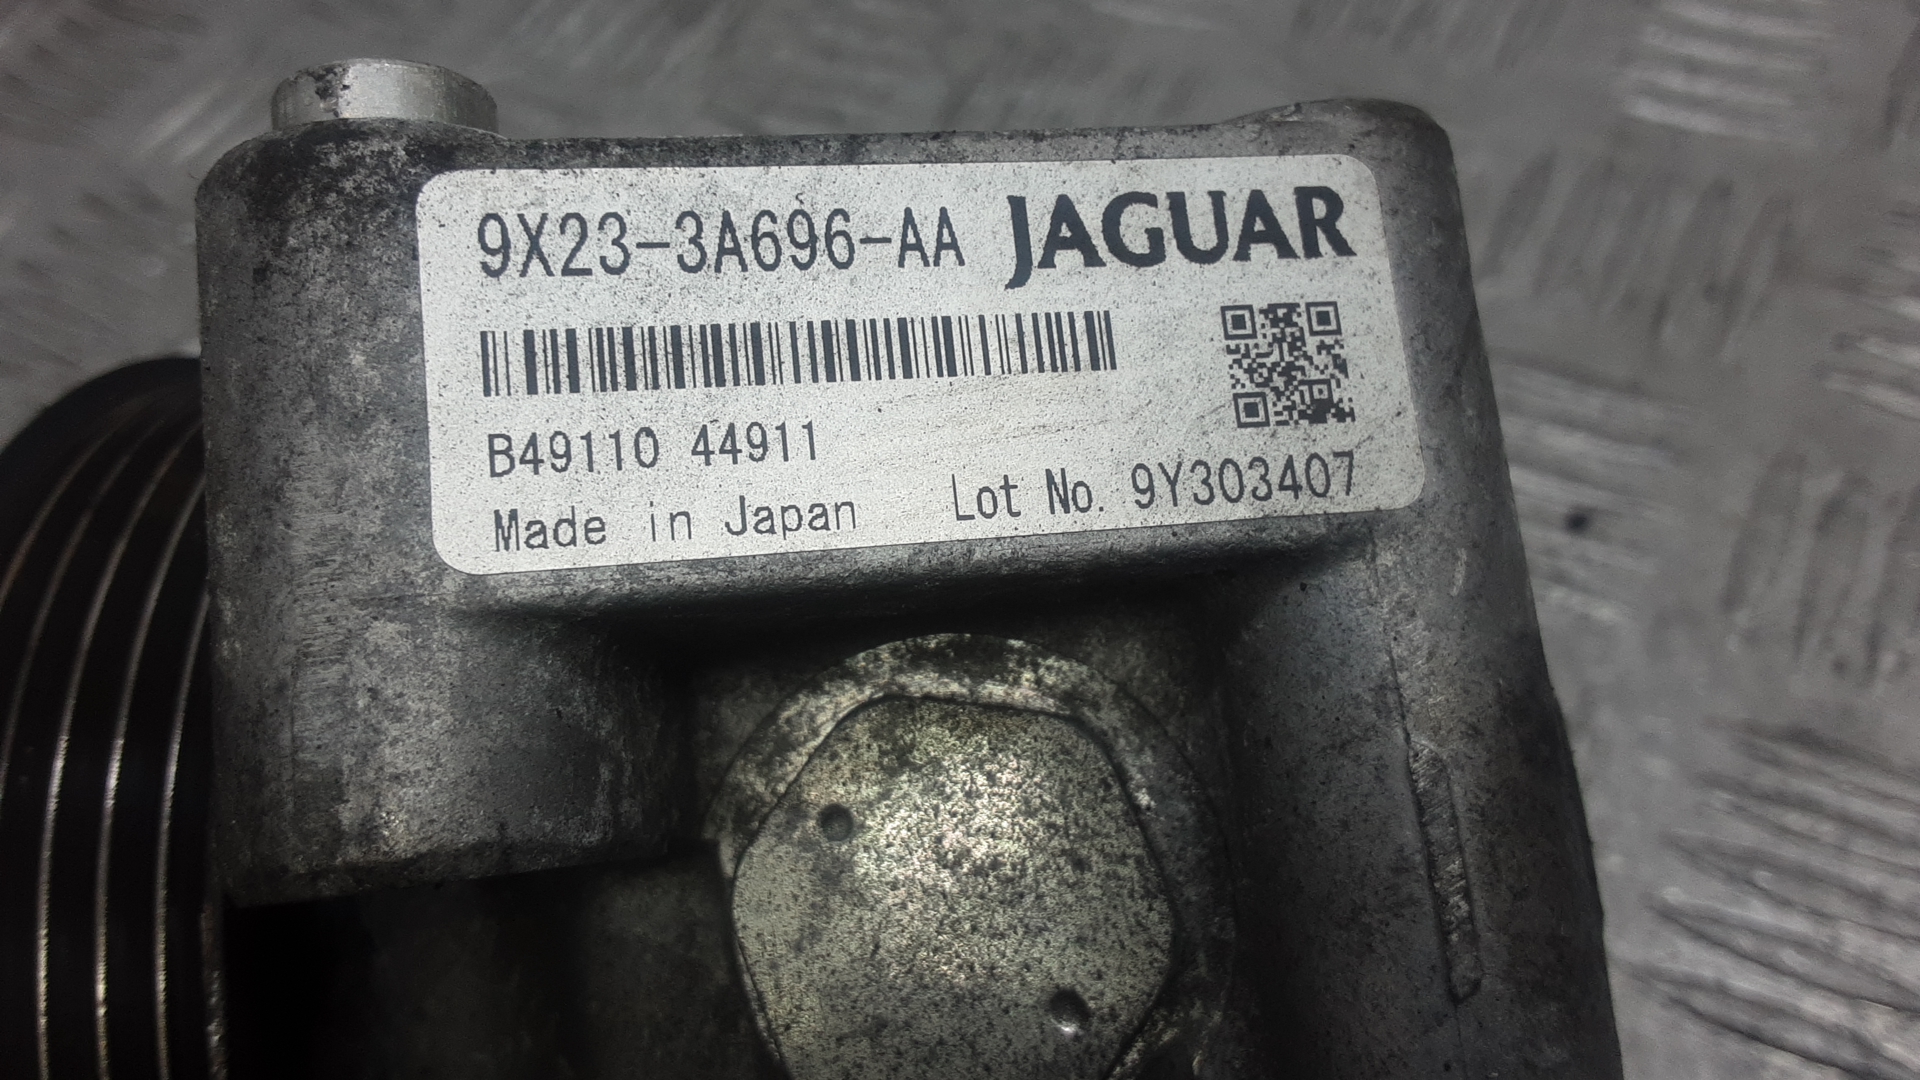 9X23-3A696-AA JAGUAR
B49110 44911
Made in Japan Lot No. 9Y303407